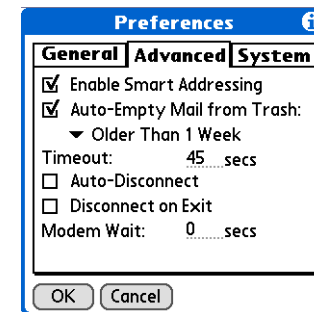 Preferences
General Advanced System
Enable Smart Addressing
Auto-Empty Mail from Trash:
Older Than 1 Week
Timeout: 45 secs
Auto-Disconnect
Disconnect on Exit
Modem Wait: 0 secs
OK Cancel